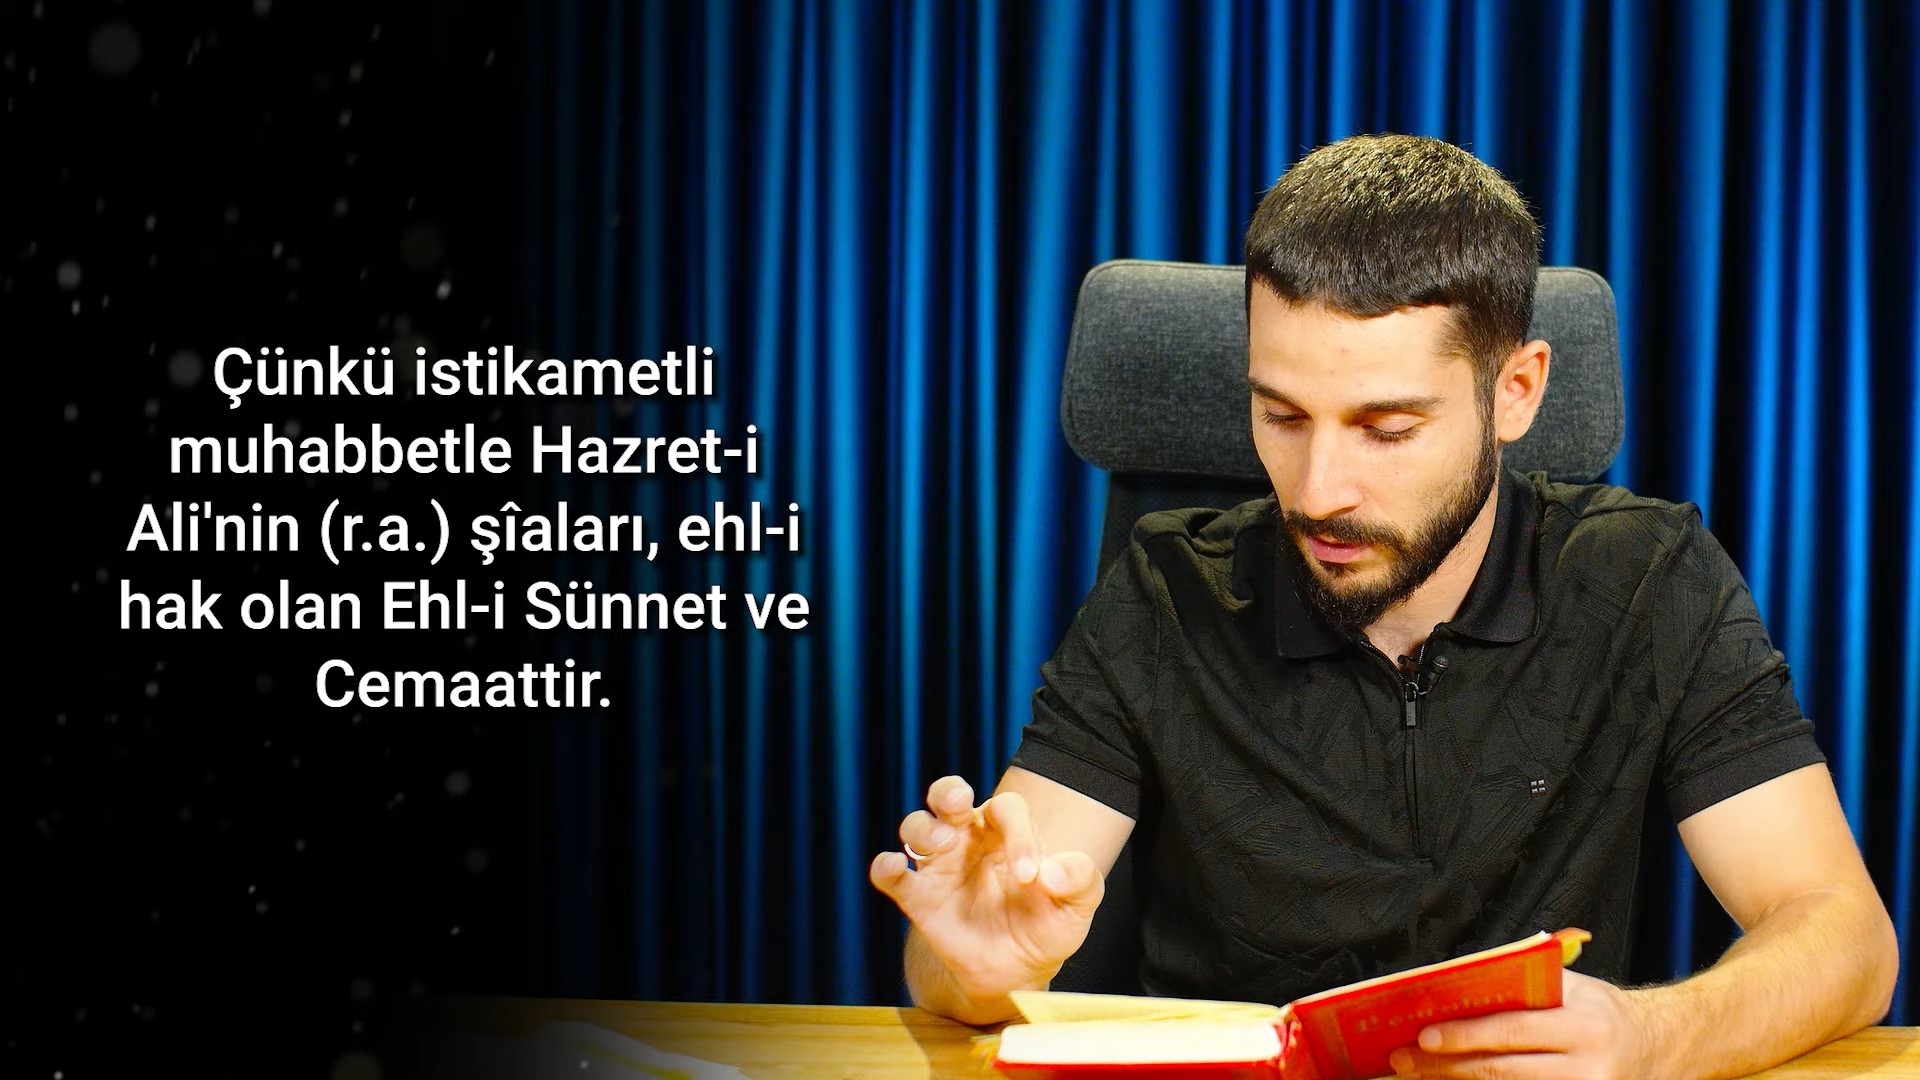 Çünkü istikametli
muhabbetle Hazret-i
Ali'nin (r.a.) şîaları, ehl-i
hak olan Ehl-i Sünnet ve
Cemaattir.